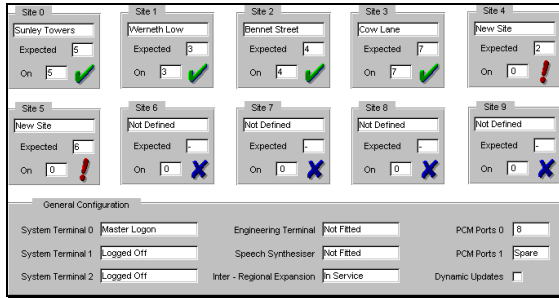 Site 0 Site 1 Site 2 Site 3 Site 4
Sunley Towers Werneth Low Bennet Street Cow Lane New Site
Expected 5 Expected 3 Expected 4 Expected 7 Expected 2
On 5 On 3 On 4 On 7 On 0
Site 5 Site 6 Site 7 Site 8 Site 9
New Site Not Defined Not Defined Not Defined Not Defined
Expected 6 Expected - Expected - Expected - Expected -
On 0 On 0 On 0 On 0 On 0
General Configuration
System Terminal 0 Master Logon Engineering Terminal Not Fitted PCM Ports 0 8
System Terminal 1 Logged Off Speech Synthesiser Not Fitted PCM Ports 1 Spare
System Terminal 2 Logged Off Inter - Regional Expansion In Service Dynamic Updates